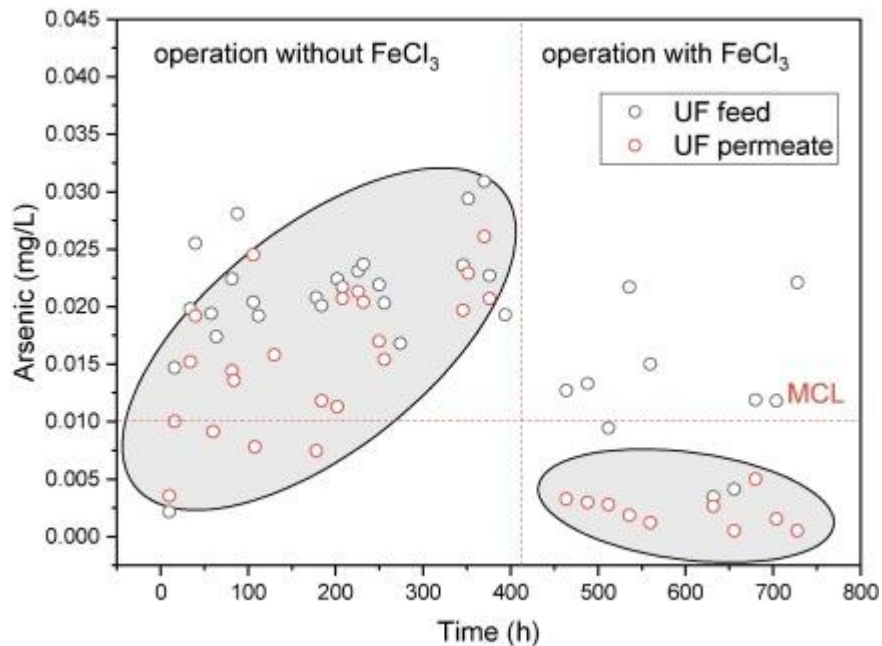 operation without FeCl₃
operation with FeCl₃
UF feed
UF permeate
MCL
Arsenic (mg/L)
0.045
0.040
0.035
0.030
0.025
0.020
0.015
0.010
0.005
0.000
0 100 200 300 400 500 600 700 800
Time (h)